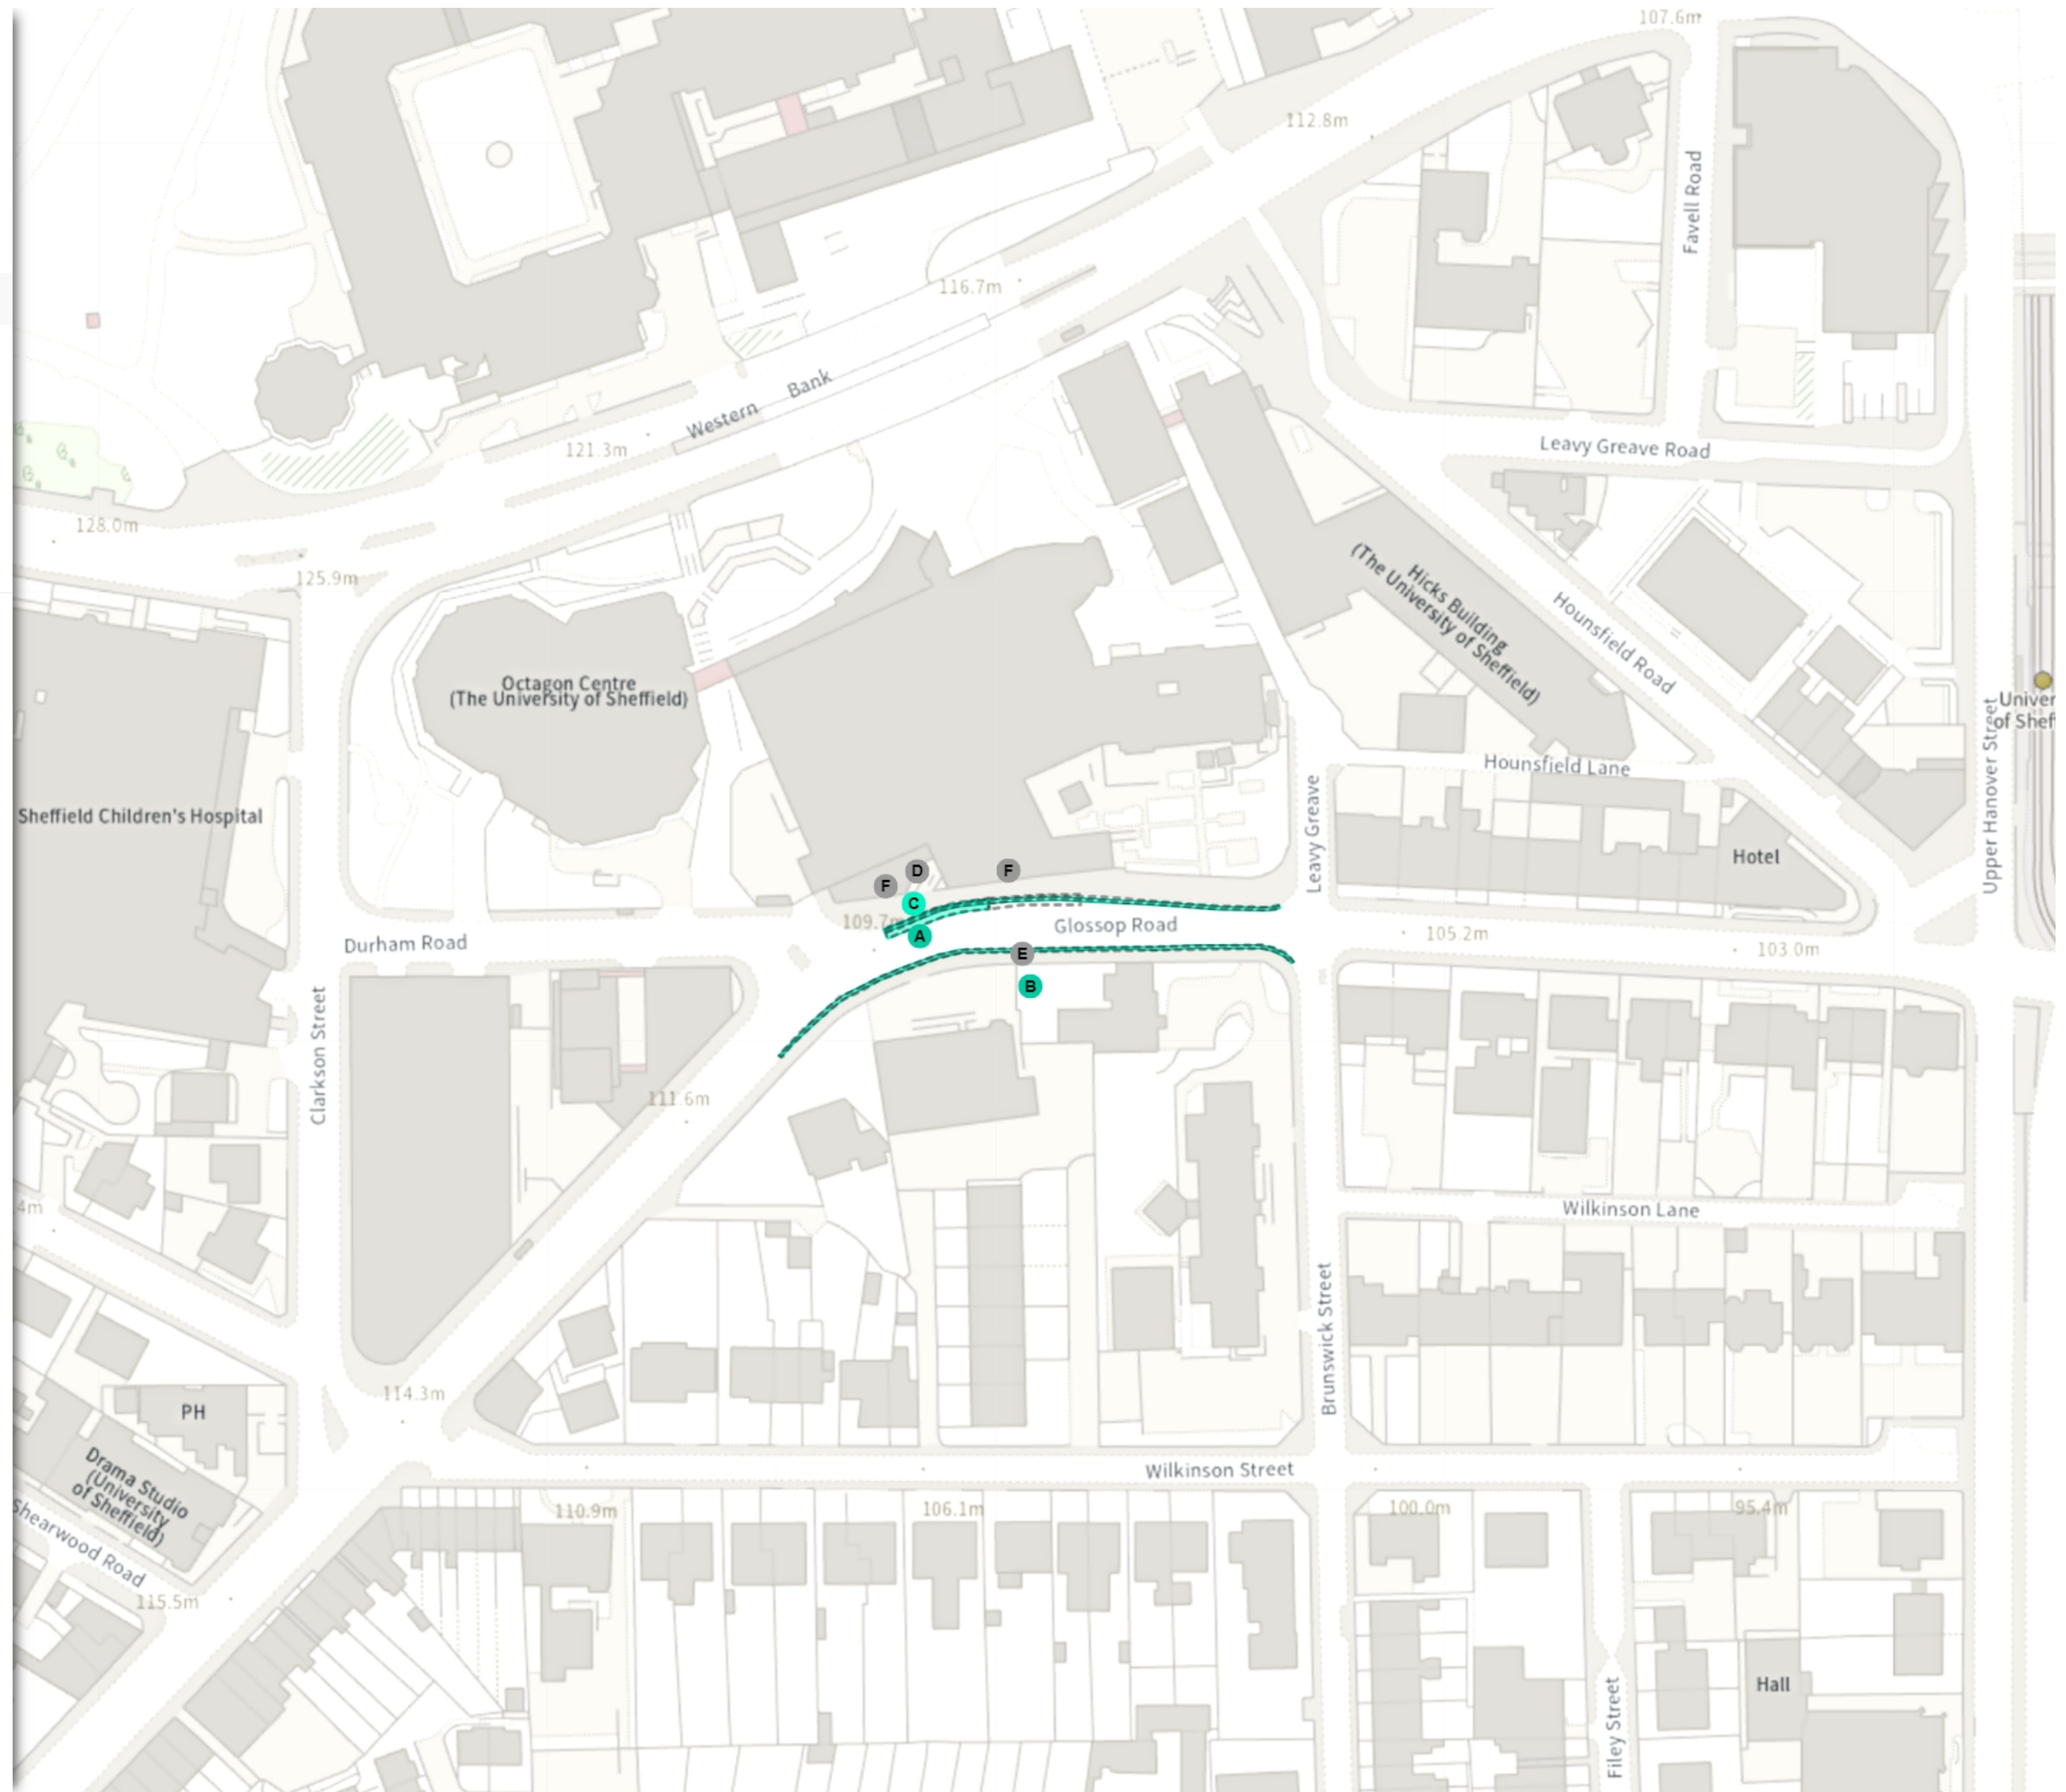 107.6m
112.8m
Favell Road
116.7m
Western Bank
121.3m
Leavy Greave Road
128.0m
125.9m
Hicks Building
(The University of Sheffield)
Hounsfield Road
Octagon Centre
(The University of Sheffield)
Upper Hanover Street
Univer
of Sheff
Hounsfield Lane
Sheffield Children's Hospital
Leavy Greave
Hotel
D
F
F
C
109.7m
A
Glossop Road
105.2m
103.0m
Durham Road
E
B
Clarkson Street
111.6m
4m
Wilkinson Lane
Brunswick Street
114.3m
PH
Drama Studio
(University
of Sheffield)
Wilkinson Street
Shearwood Road
110.9m
106.1m
100.0m
95.4m
115.5m
Filey Street
Hall